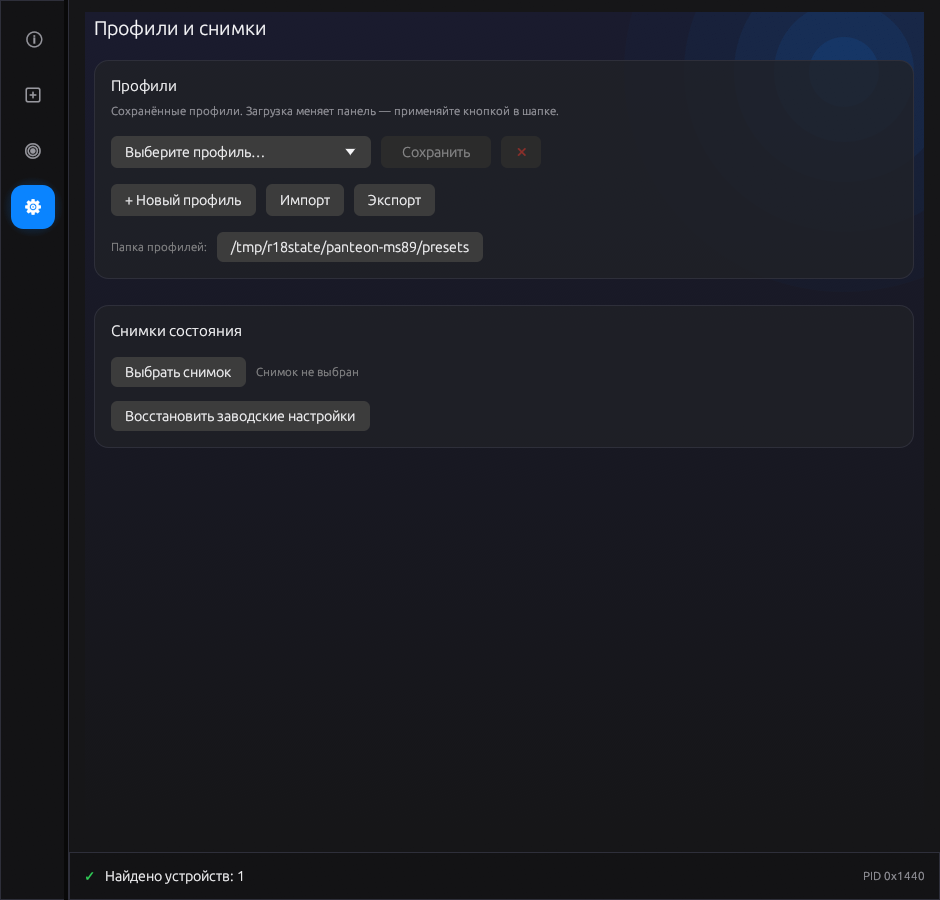 Профили и снимки
Профили
Сохранённые профили. Загрузка меняет панель — применяйте кнопкой в шапке.
Выберите профиль… Сохранить ×
+ Новый профиль Импорт Экспорт
Папка профилей: /tmp/r18state/panteon-ms89/presets
Снимки состояния
Выбрать снимок Снимок не выбран
Восстановить заводские настройки
✓ Найдено устройств: 1 PID 0x1440